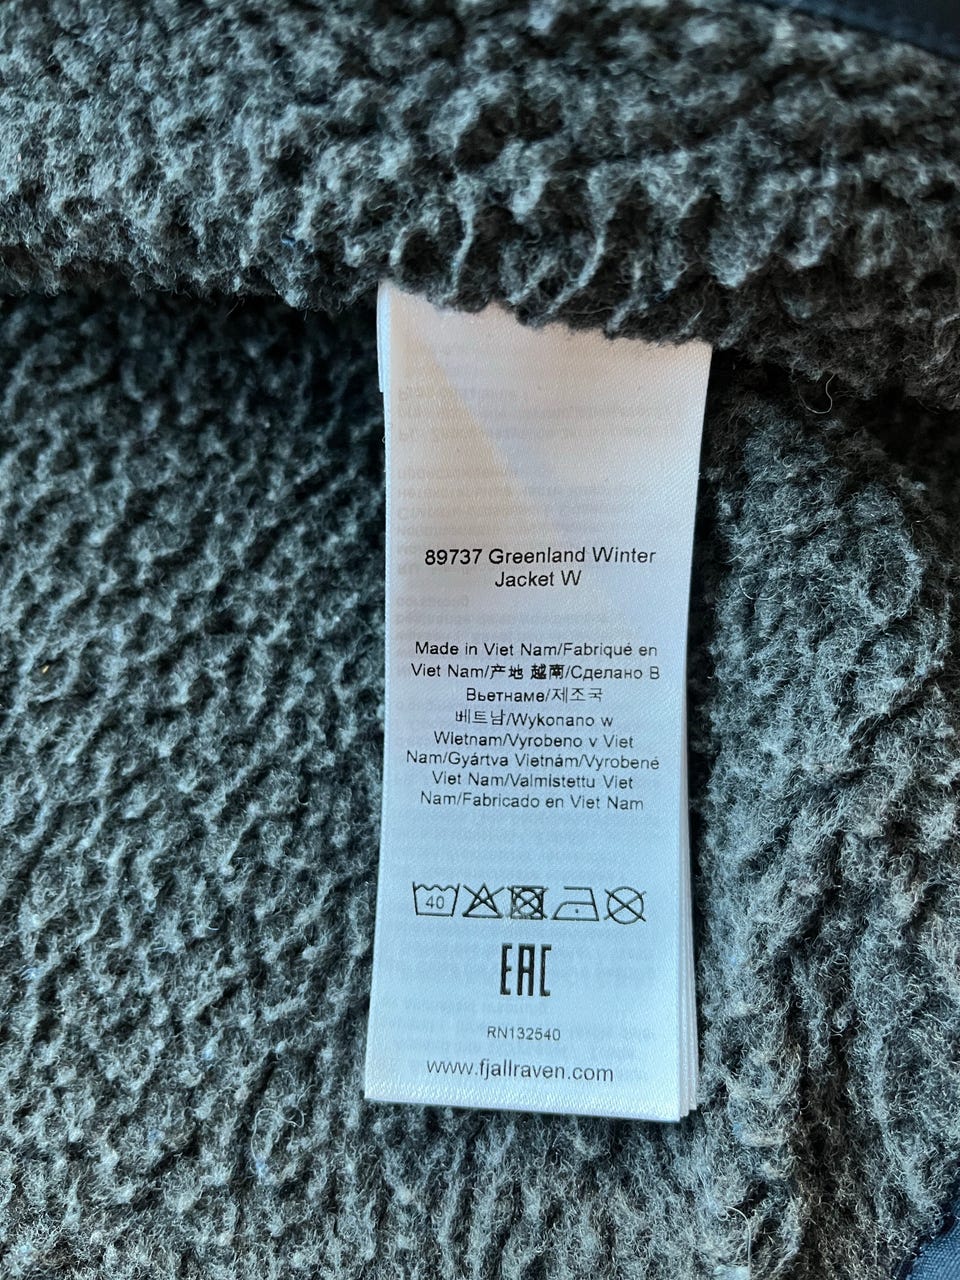 89737 Greenland Winter
Jacket W
Made in Viet Nam/Fabriqué en
Viet Nam/产地 越南/Сделано В
Вьетнаме/제조국
베트남/Wykonano w
Wietnam/Vyrobeno v Viet
Nam/Gyártva Vietnám/Vyrobené
Viet Nam/Valmistettu Viet
Nam/Fabricado en Viet Nam
40
EAC
RN132540
www.fjallraven.com